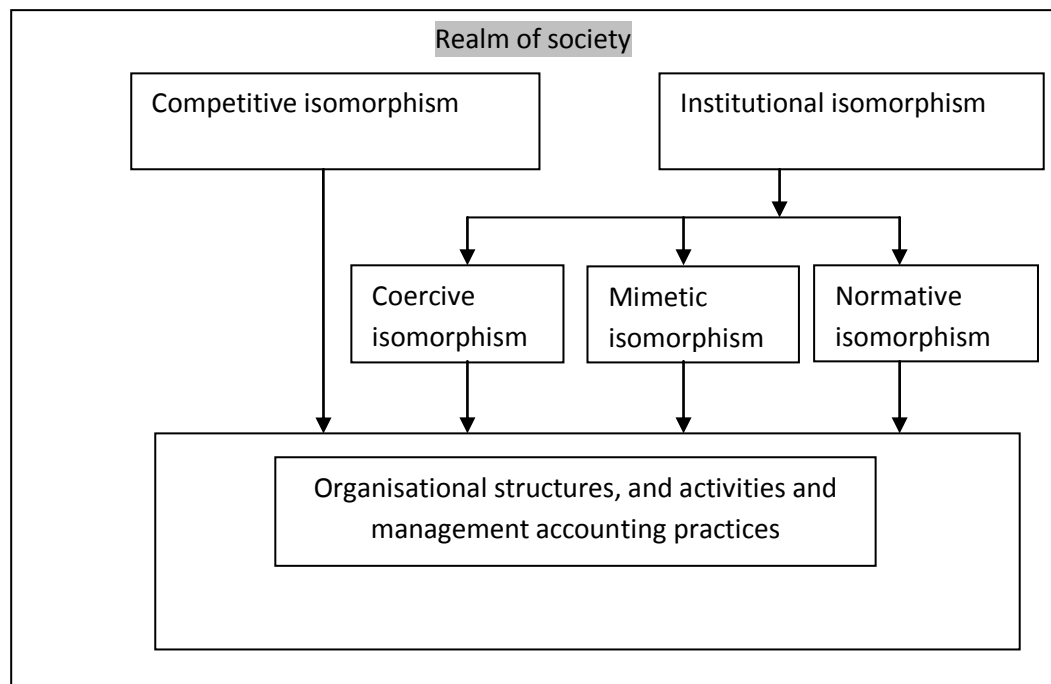 Realm of society
Competitive isomorphism
Institutional isomorphism
Coercive
isomorphism
Mimetic
isomorphism
Normative
isomorphism
Organisational structures, and activities and
management accounting practices